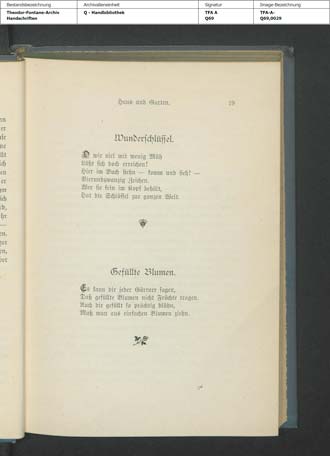 Bestandsbezeichnung
Archivalieneinheit
Signatur
Image-Bezeichnung
Theodor-Fontane-Archiv
Handschriften
Q - Handbibliothek
TFA A
Q69
TFA-A-
Q69,0029
Haus und Garten.
29
Wunderschlüssel.
O wie viel mit wenig Müh
ließe sich doch erreichen!
Hier im Buch stehn — komm und sieh! —
Vierundzwanzig Zeichen.
Wer sie fein im Kopf behält,
Hat die Schlüssel zur ganzen Welt.
Gefüllte Blumen.
Es kann dir jeder Gärtner sagen,
Daß gefüllte Blumen nicht Früchte tragen.
Auch die gefüllt so prächtig blühn,
Muß man aus einfachen Blumen ziehn.